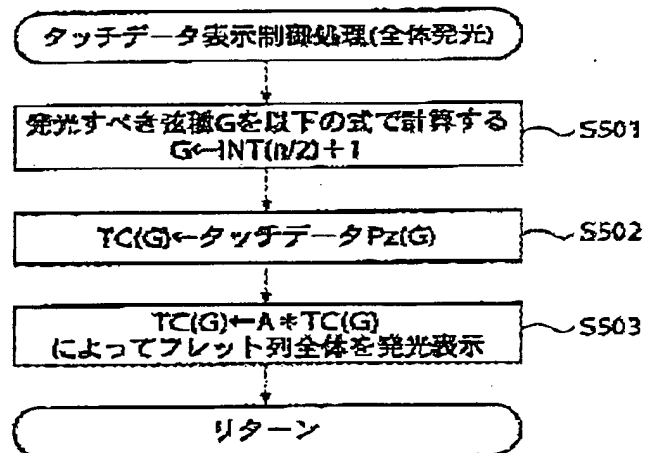 タッチデータ表示制御処理(全体発光)
発光すべき弦種Gを以下の式で計算する
G←INT(n/2)+1
S501
TC(G)←タッチデータPz(G)
S502
TC(G)←A*TC(G)
によってフレット列全体を発光表示
S503
リターン